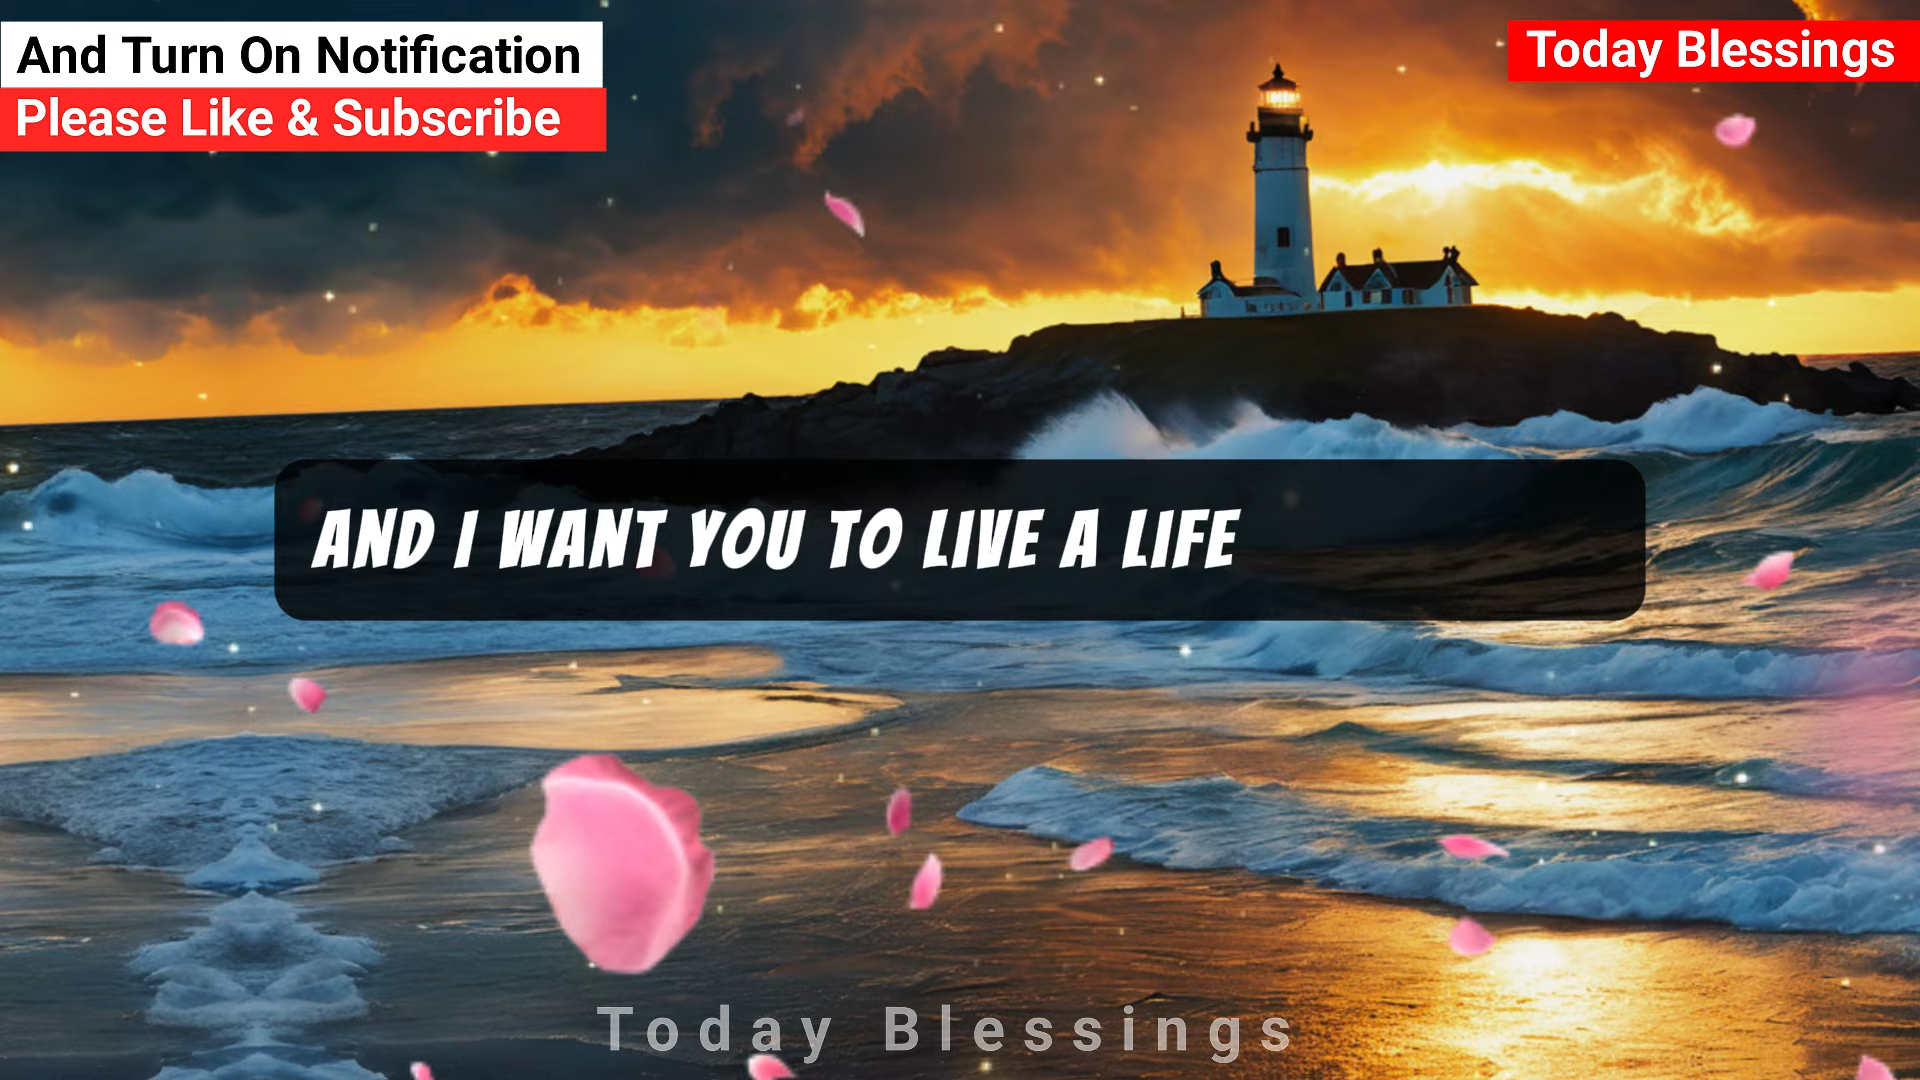 And Turn On Notification
Please Like & Subscribe
Today Blessings
AND I WANT YOU TO LIVE A LIFE
Today Blessings